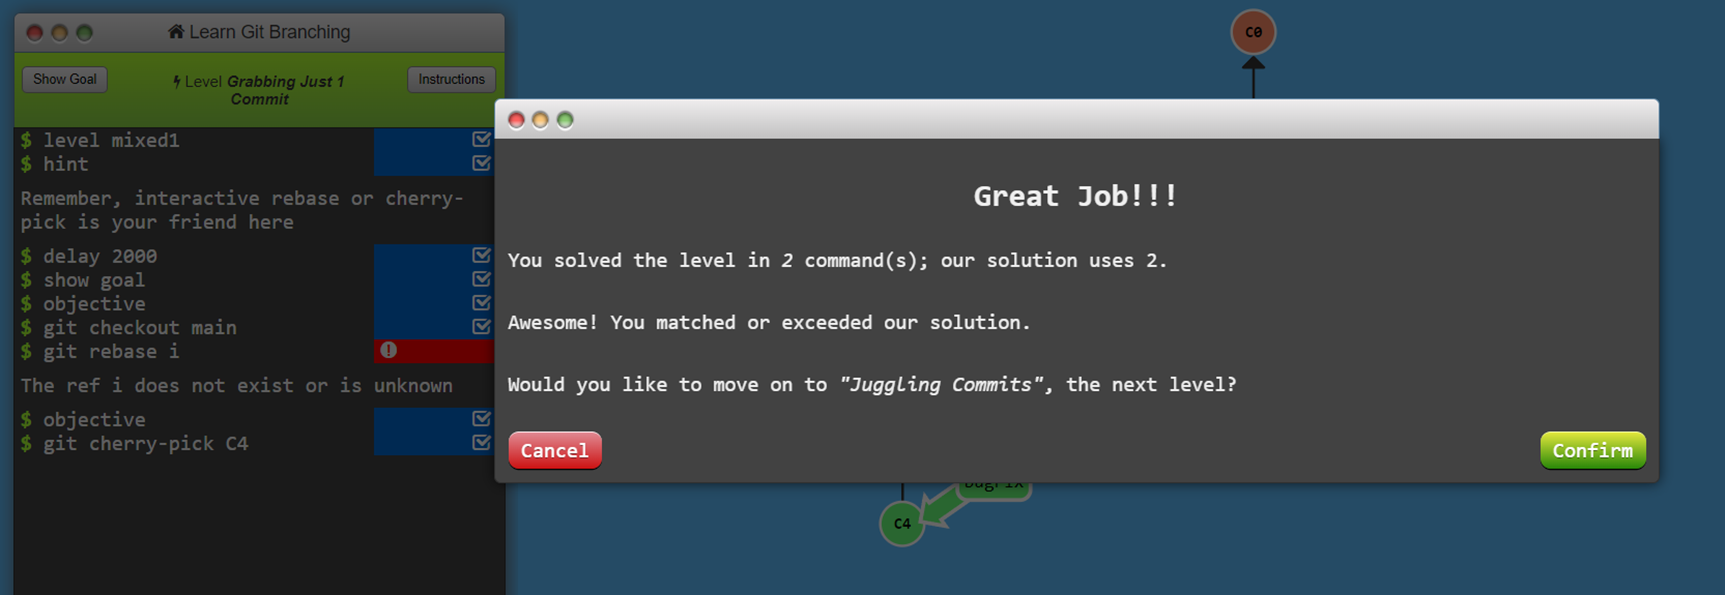 Learn Git Branching
Show Goal
Level Grabbing Just 1
Commit
Instructions
$ level mixed1
$ hint
Remember, interactive rebase or cherry-
pick is your friend here
$ delay 2000
$ show goal
$ objective
$ git checkout main
$ git rebase i
The ref i does not exist or is unknown
$ objective
$ git cherry-pick C4
C0
Great Job!!!
You solved the level in 2 command(s); our solution uses 2.
Awesome! You matched or exceeded our solution.
Would you like to move on to "Juggling Commits", the next level?
Cancel
Confirm
C4